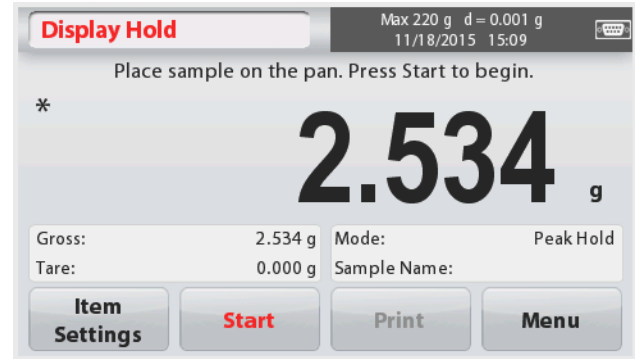 Display Hold
Max 220 g d = 0.001 g
11/18/2015 15:09
Place sample on the pan. Press Start to begin.
*
2.534 g
Gross: 2.534 g Mode: Peak Hold
Tare: 0.000 g Sample Name:
Item Settings Start Print Menu